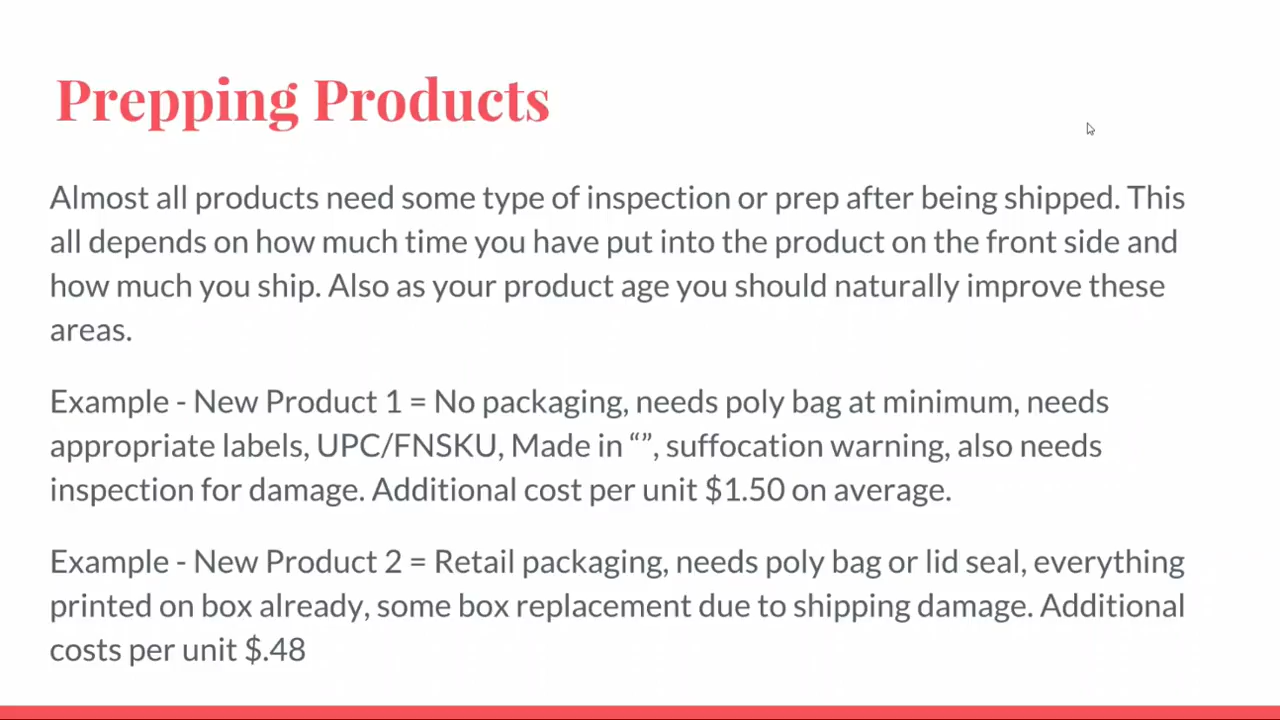 Prepping Products
Almost all products need some type of inspection or prep after being shipped. This
all depends on how much time you have put into the product on the front side and
how much you ship. Also as your product age you should naturally improve these
areas.
Example - New Product 1 = No packaging, needs poly bag at minimum, needs
appropriate labels, UPC/FNSKU, Made in “”, suffocation warning, also needs
inspection for damage. Additional cost per unit $1.50 on average.
Example - New Product 2 = Retail packaging, needs poly bag or lid seal, everything
printed on box already, some box replacement due to shipping damage. Additional
costs per unit $.48